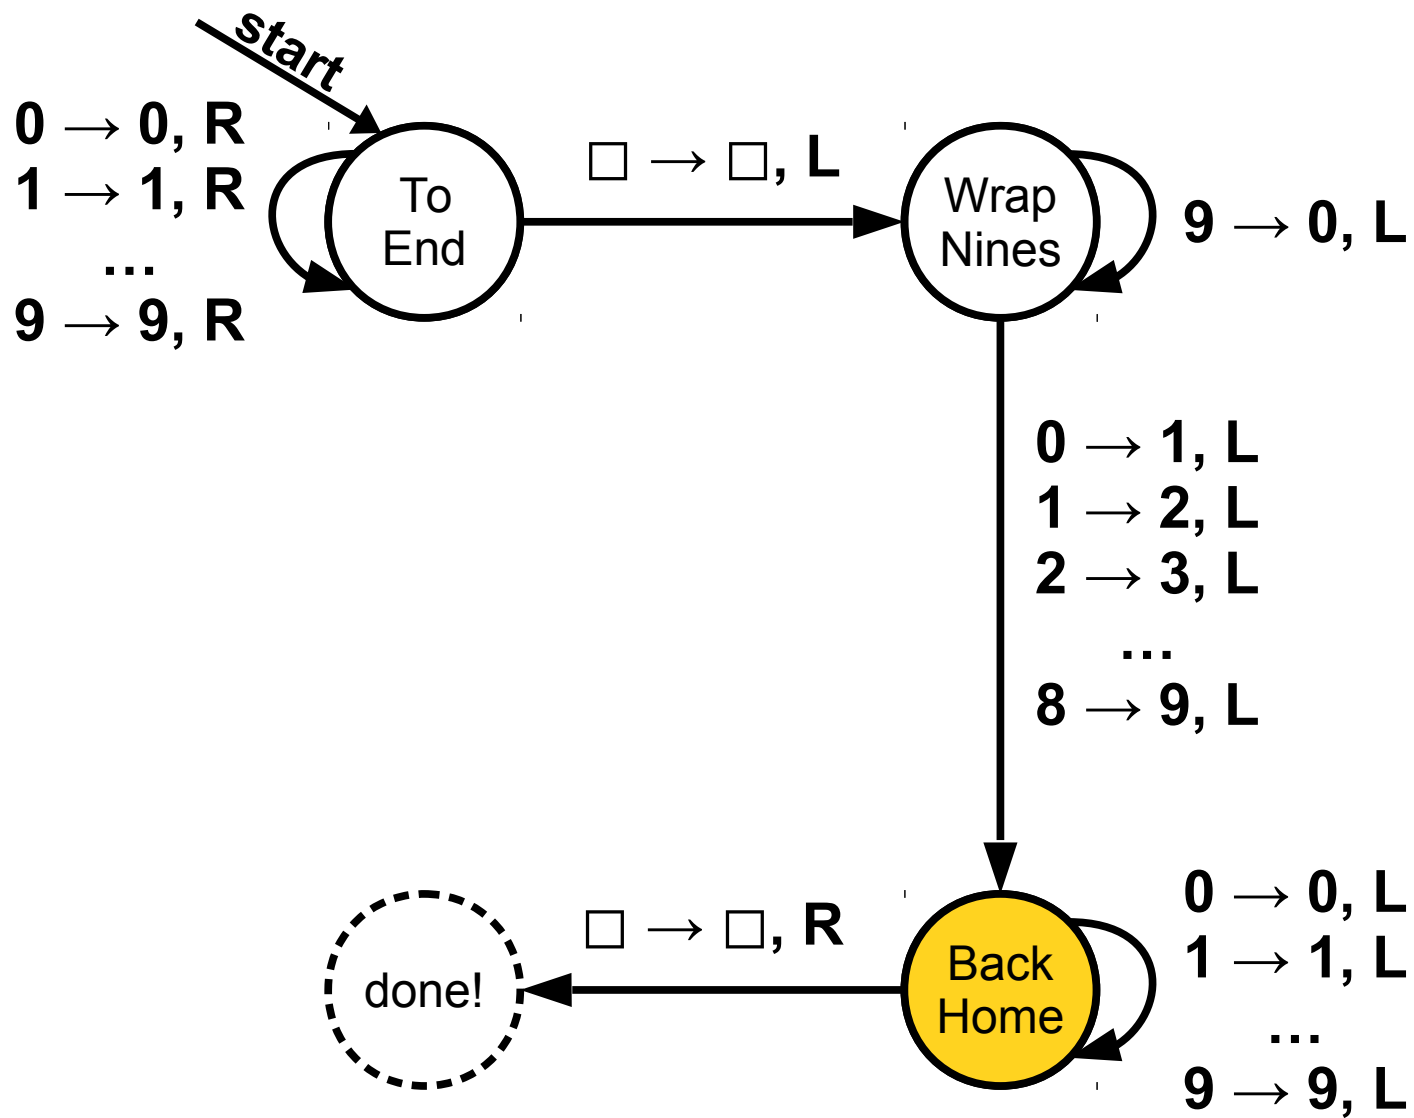 start
0 → 0, R
1 → 1, R
...
9 → 9, R
To
End
□ → □, L
Wrap
Nines
9 → 0, L
0 → 1, L
1 → 2, L
2 → 3, L
...
8 → 9, L
Back
Home
0 → 0, L
1 → 1, L
...
9 → 9, L
□ → □, R
done!